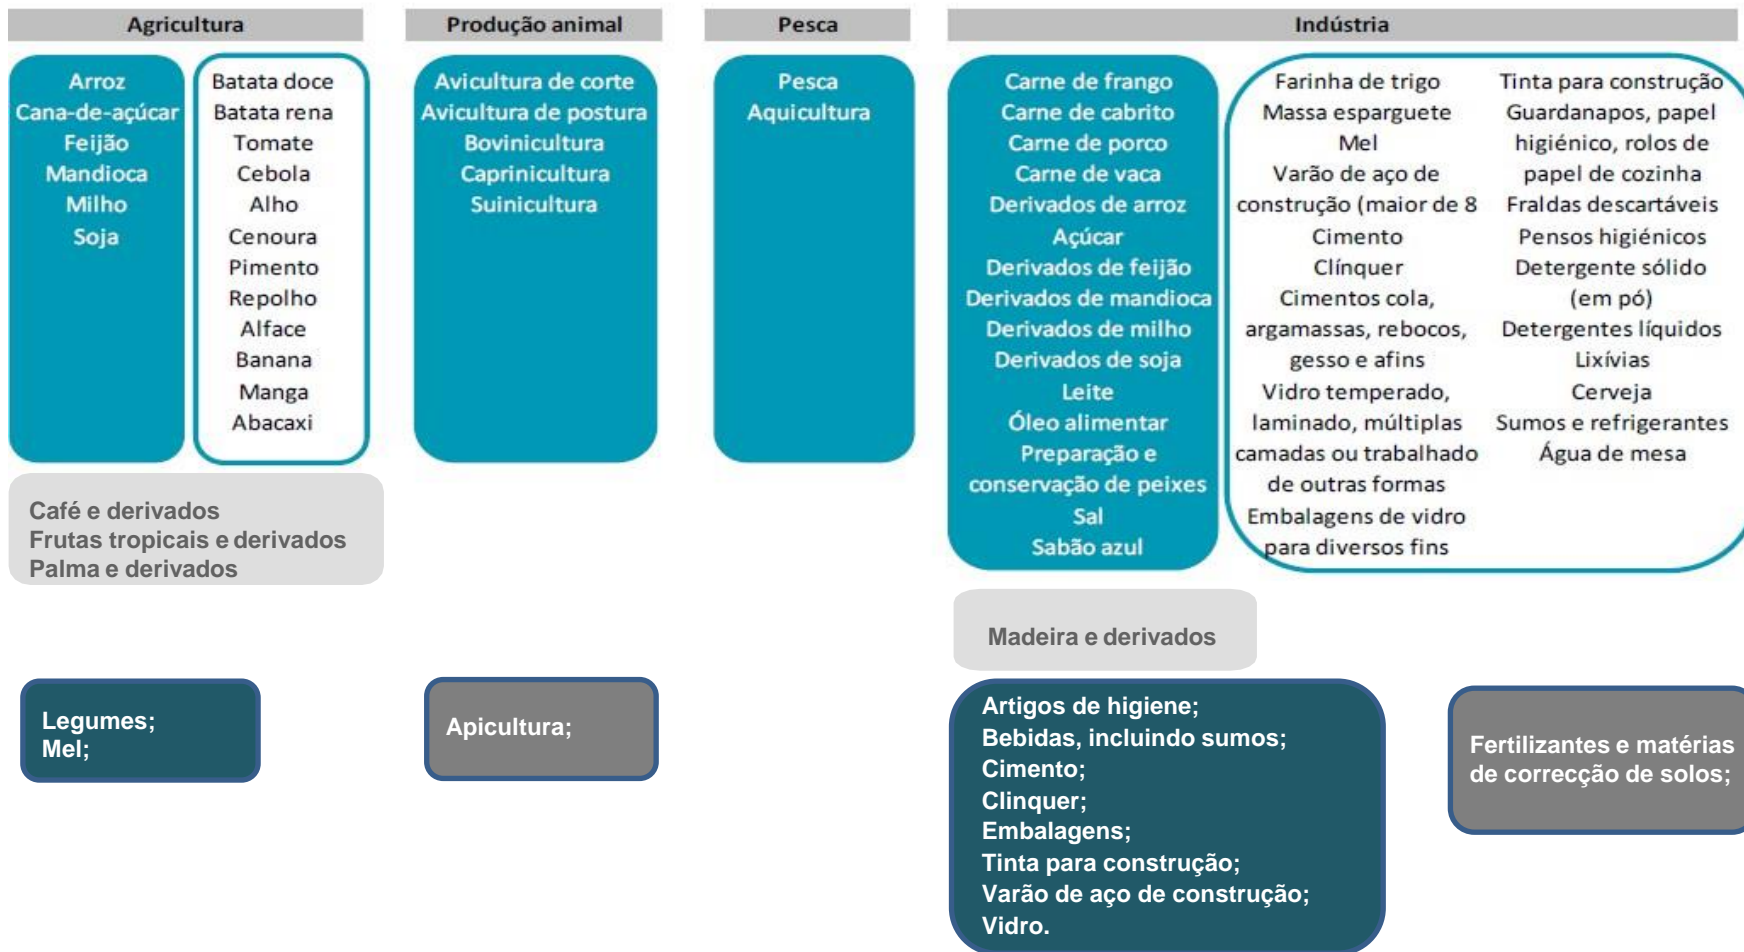 Agricultura
Arroz
Cana-de-açúcar
Feijão
Mandioca
Milho
Soja
Batata doce
Batata rena
Tomate
Cebola
Alho
Cenoura
Pimento
Repolho
Alface
Banana
Manga
Abacaxi
Café e derivados
Frutas tropicais e derivados
Palma e derivados
Legumes;
Mel;
Produção animal
Avicultura de corte
Avicultura de postura
Bovinicultura
Caprinicultura
Suinicultura
Apicultura;
Pesca
Pesca
Aquicultura
Indústria
Carne de frango
Carne de cabrito
Carne de porco
Carne de vaca
Derivados de arroz
Açúcar
Derivados de feijão
Derivados de mandioca
Derivados de milho
Derivados de soja
Leite
Óleo alimentar
Preparação e
conservação de peixes
Sal
Sabão azul
Farinha de trigo
Massa esparguete
Mel
Varão de aço de
construção (maior de 8
Cimento
Clínquer
Cimentos cola,
argamassas, rebocos,
gesso e afins
Vidro temperado,
laminado, múltiplas
camadas ou trabalhado
de outras formas
Embalagens de vidro
para diversos fins
Tinta para construção
Guardanapos, papel
higiénico, rolos de
papel de cozinha
Fraldas descartáveis
Pensos higiénicos
Detergente sólido
(em pó)
Detergentes líquidos
Lixívias
Cerveja
Sumos e refrigerantes
Água de mesa
Madeira e derivados
Artigos de higiene;
Bebidas, incluindo sumos;
Cimento;
Clinquer;
Embalagens;
Tinta para construção;
Varão de aço de construção;
Vidro.
Fertilizantes e matérias
de correcção de solos;